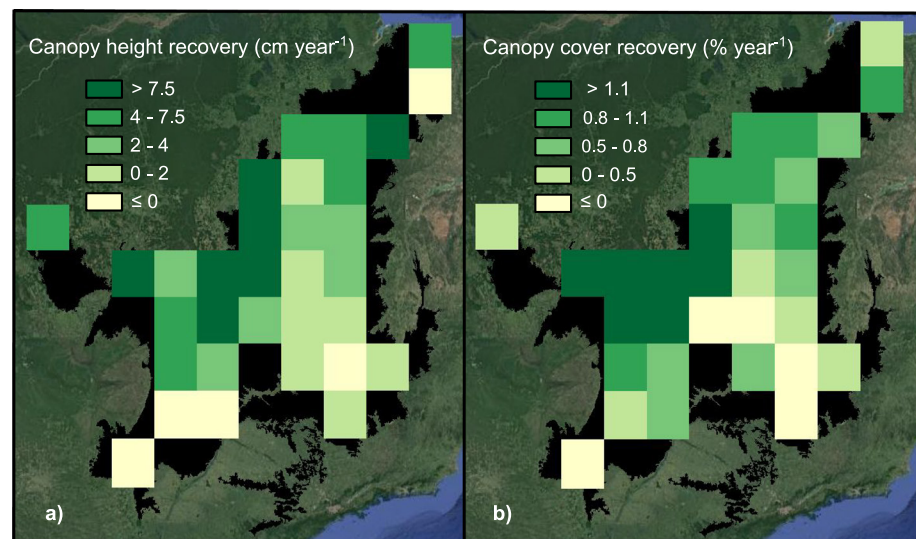 Canopy height recovery (cm year⁻¹)
> 7.5
4 - 7.5
2 - 4
0 - 2
≤ 0
a)
Canopy cover recovery (% year⁻¹)
> 1.1
0.8 - 1.1
0.5 - 0.8
0 - 0.5
≤ 0
b)